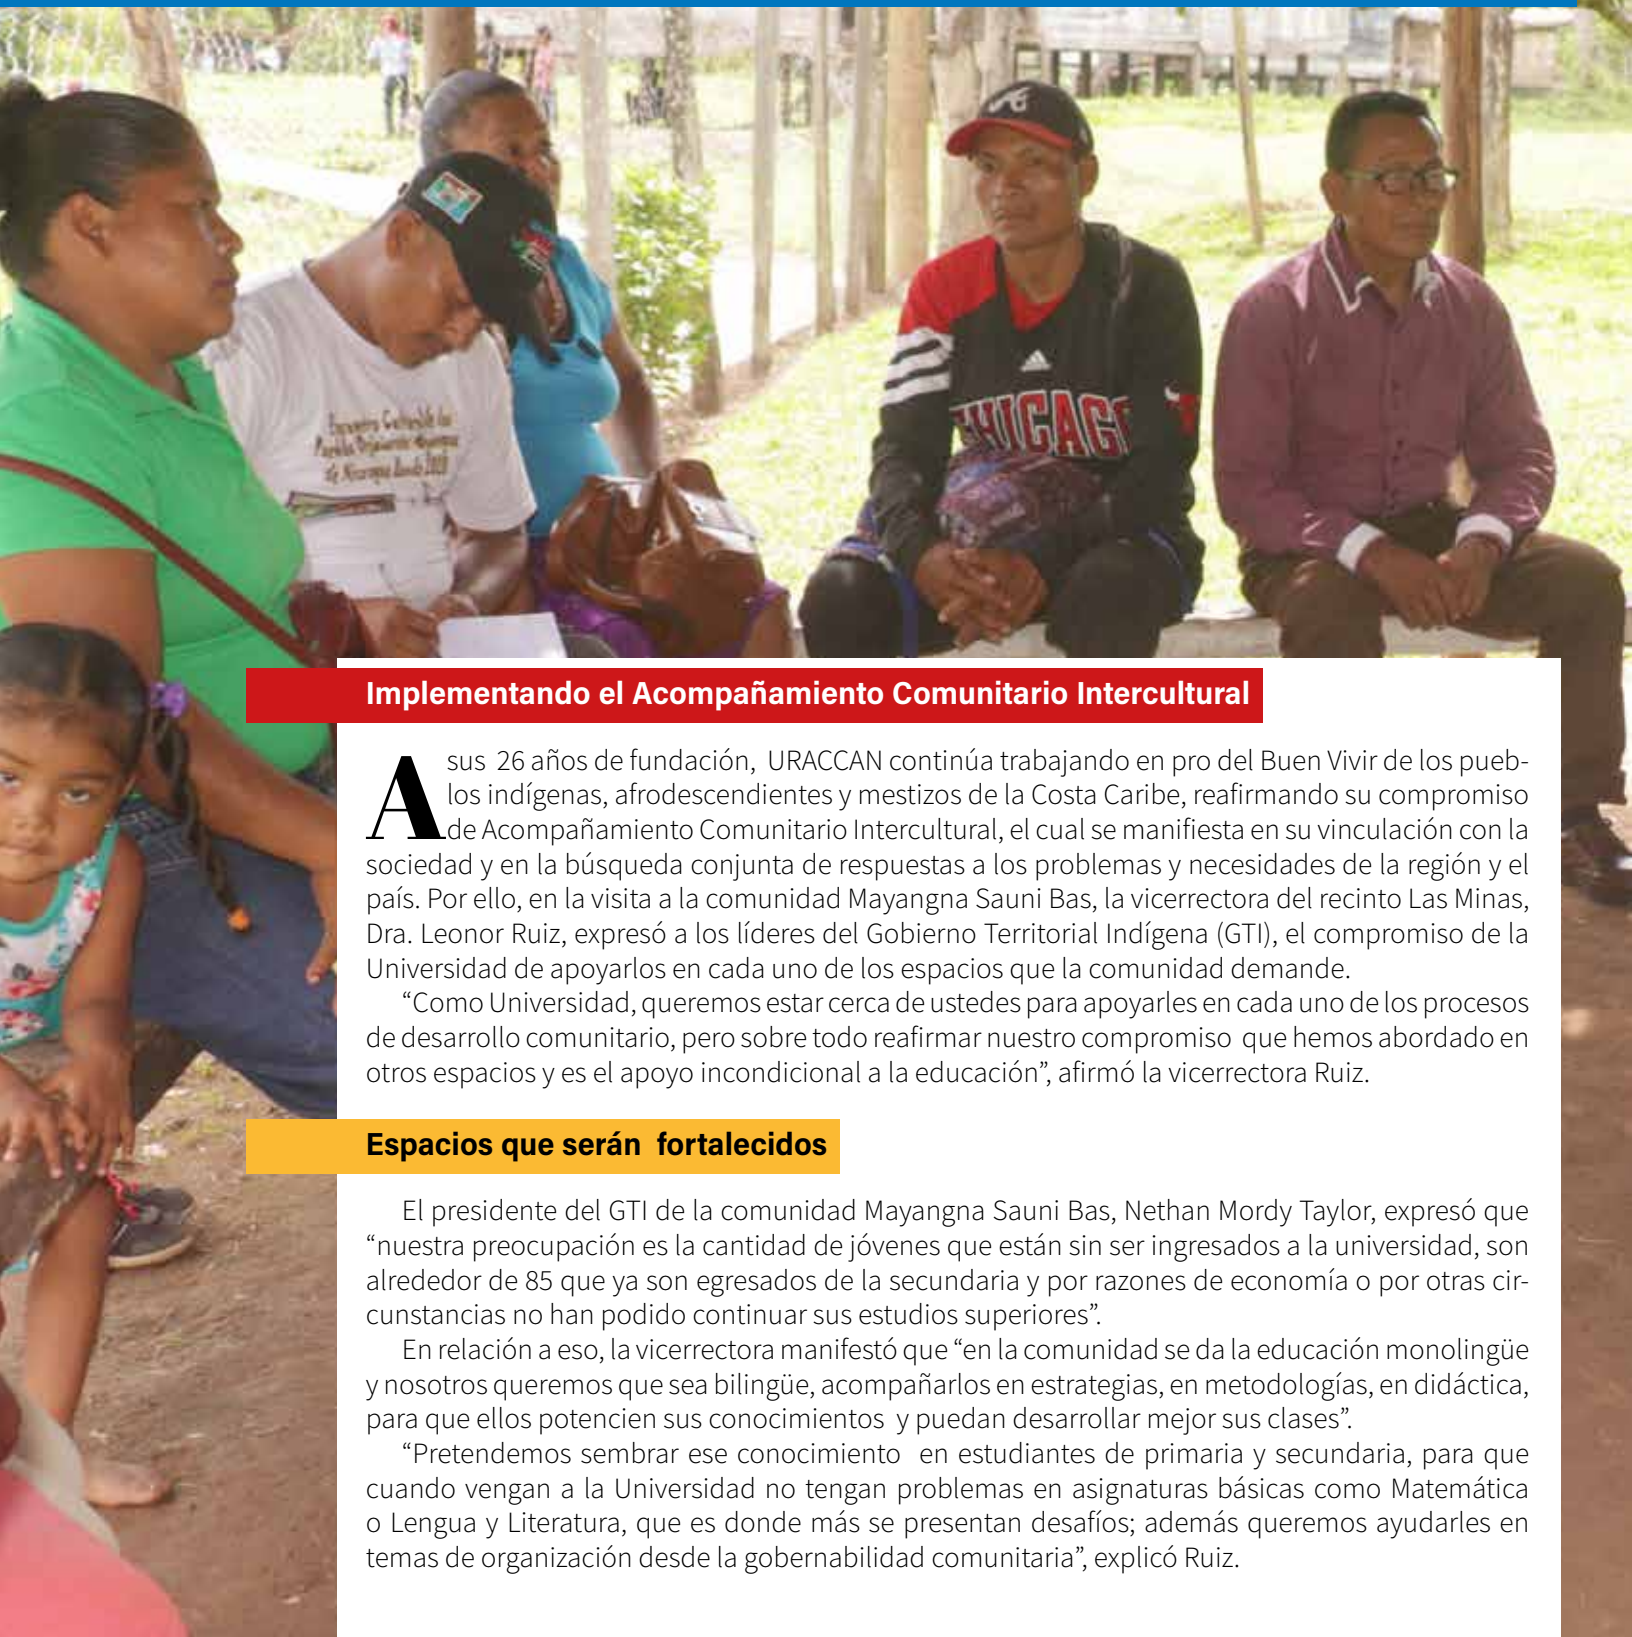 CHICAGO
Implementando el Acompañamiento Comunitario Intercultural
A sus 26 años de fundación, URACCAN continúa trabajando en pro del Buen Vivir de los pueb-
los indígenas, afrodescendientes y mestizos de la Costa Caribe, reafirmando su compromiso
de Acompañamiento Comunitario Intercultural, el cual se manifiesta en su vinculación con la
sociedad y en la búsqueda conjunta de respuestas a los problemas y necesidades de la región y el
país. Por ello, en la visita a la comunidad Mayangna Sauni Bas, la vicerrectora del recinto Las Minas,
Dra. Leonor Ruiz, expresó a los líderes del Gobierno Territorial Indígena (GTI), el compromiso de la
Universidad de apoyarlos en cada uno de los espacios que la comunidad demande.
“Como Universidad, queremos estar cerca de ustedes para apoyarles en cada uno de los procesos
de desarrollo comunitario, pero sobre todo reafirmar nuestro compromiso que hemos abordado en
otros espacios y es el apoyo incondicional a la educación”, afirmó la vicerrectora Ruiz.
Espacios que serán fortalecidos
El presidente del GTI de la comunidad Mayangna Sauni Bas, Nethan Mordy Taylor, expresó que
“nuestra preocupación es la cantidad de jóvenes que están sin ser ingresados a la universidad, son
alrededor de 85 que ya son egresados de la secundaria y por razones de economía o por otras cir-
cunstancias no han podido continuar sus estudios superiores”.
En relación a eso, la vicerrectora manifestó que “en la comunidad se da la educación monolingüe
y nosotros queremos que sea bilingüe, acompañarlos en estrategias, en metodologías, en didáctica,
para que ellos potencien sus conocimientos y puedan desarrollar mejor sus clases”.
“Pretendemos sembrar ese conocimiento en estudiantes de primaria y secundaria, para que
cuando vengan a la Universidad no tengan problemas en asignaturas básicas como Matemática
o Lengua y Literatura, que es donde más se presentan desafíos; además queremos ayudarles en
temas de organización desde la gobernabilidad comunitaria”, explicó Ruiz.